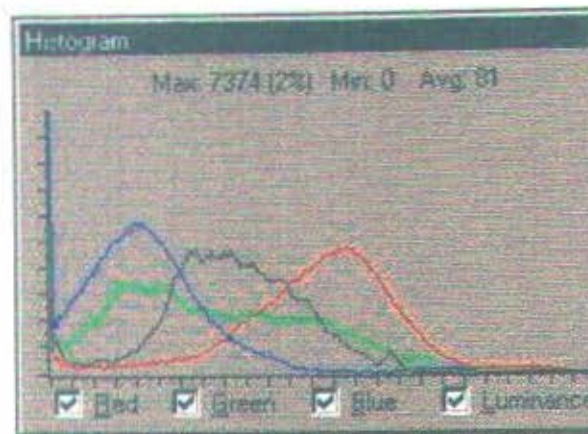 Histogram
Max: 7374 (2%) Min: 0 Avg: 81
Red Green Blue Luminance